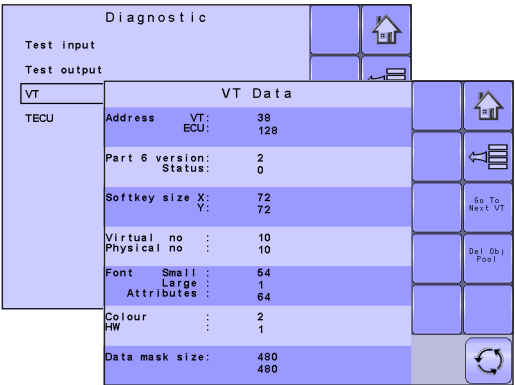 Diagnostic
Test input
Test output
VT
TECU
VT Data
Address VT: 38
ECU: 128
Part 6 version: 2
Status: 0
Softkey size X: 72
Y: 72
Virtual no : 10
Physical no : 10
Font Small : 54
Large : 1
Attributes : 64
Colour : 2
HW : 1
Data mask size: 480
480
Go To
Next VT
Del Obj
Pool